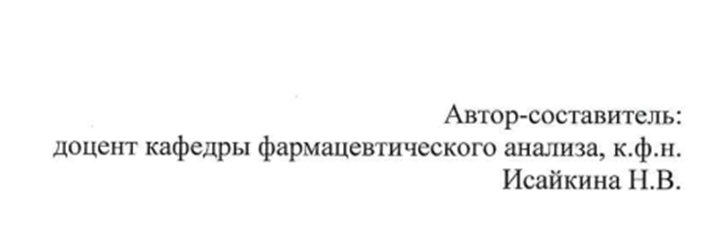 Автор-составитель:
доцент кафедры фармацевтического анализа, к.ф.н.
Исайкина Н.В.